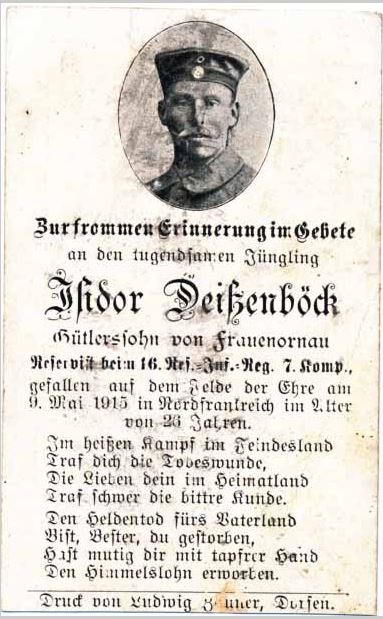 Zur frommen Erinnerung im Gebete
an den tugendsamen Jüngling
Isidor Deißenböck
Gütlerssohn von Frauenornau
Reservist beim 16. Res.-Inf.-Reg. 7. Komp.,
gefallen auf dem Felde der Ehre am
9. Mai 1915 in Nordfrankreich im Alter
von 26 Jahren.
Im heißen Kampf im Feindesland
Traf dich die Todeswunde,
Die Lieben dein im Heimatland
Traf schwer die bittre Kunde.
Den Heldentod fürs Vaterland
Bist, Bester, du gestorben,
Hast mutig dir mit tapfrer Hand
Den Himmelslohn erworben.
Druck von Ludwig Dorfen.